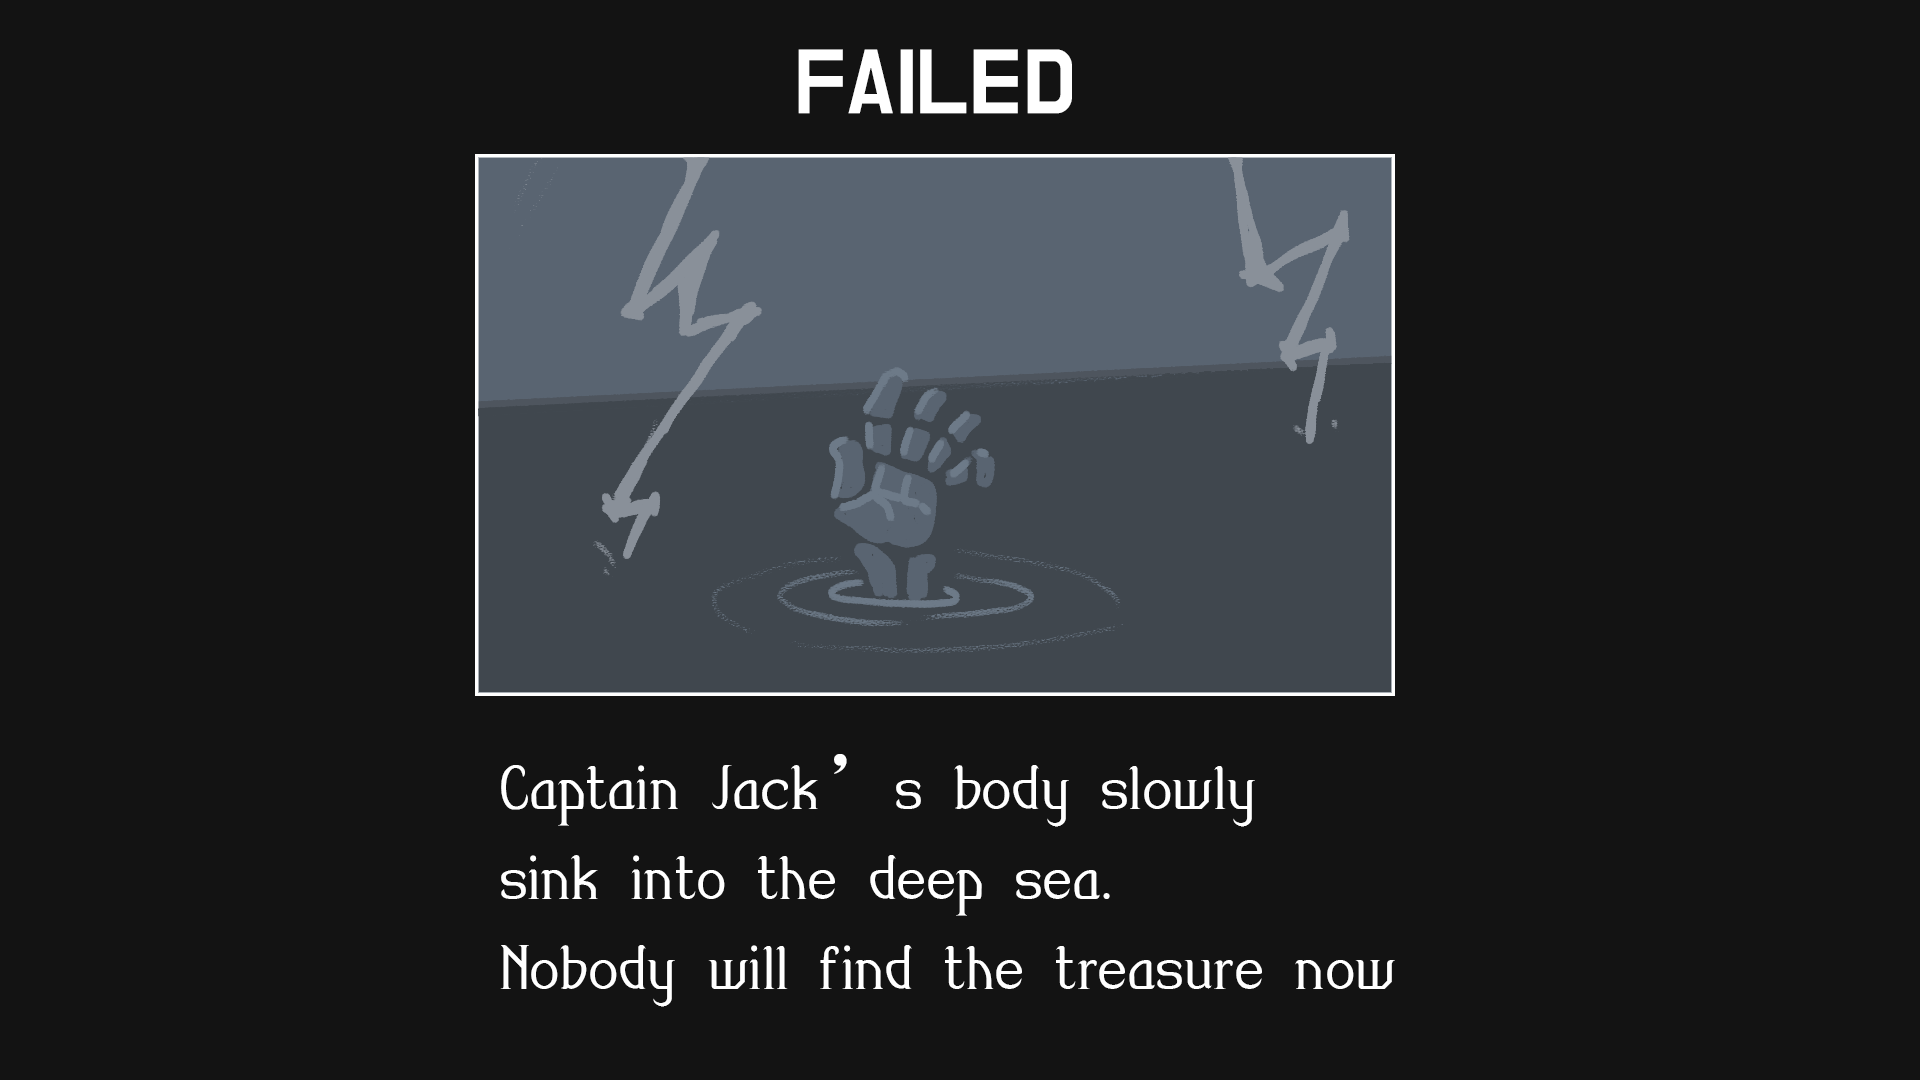 FAILED
Captain Jack’s body slowly
sink into the deep sea.
Nobody will find the treasure now